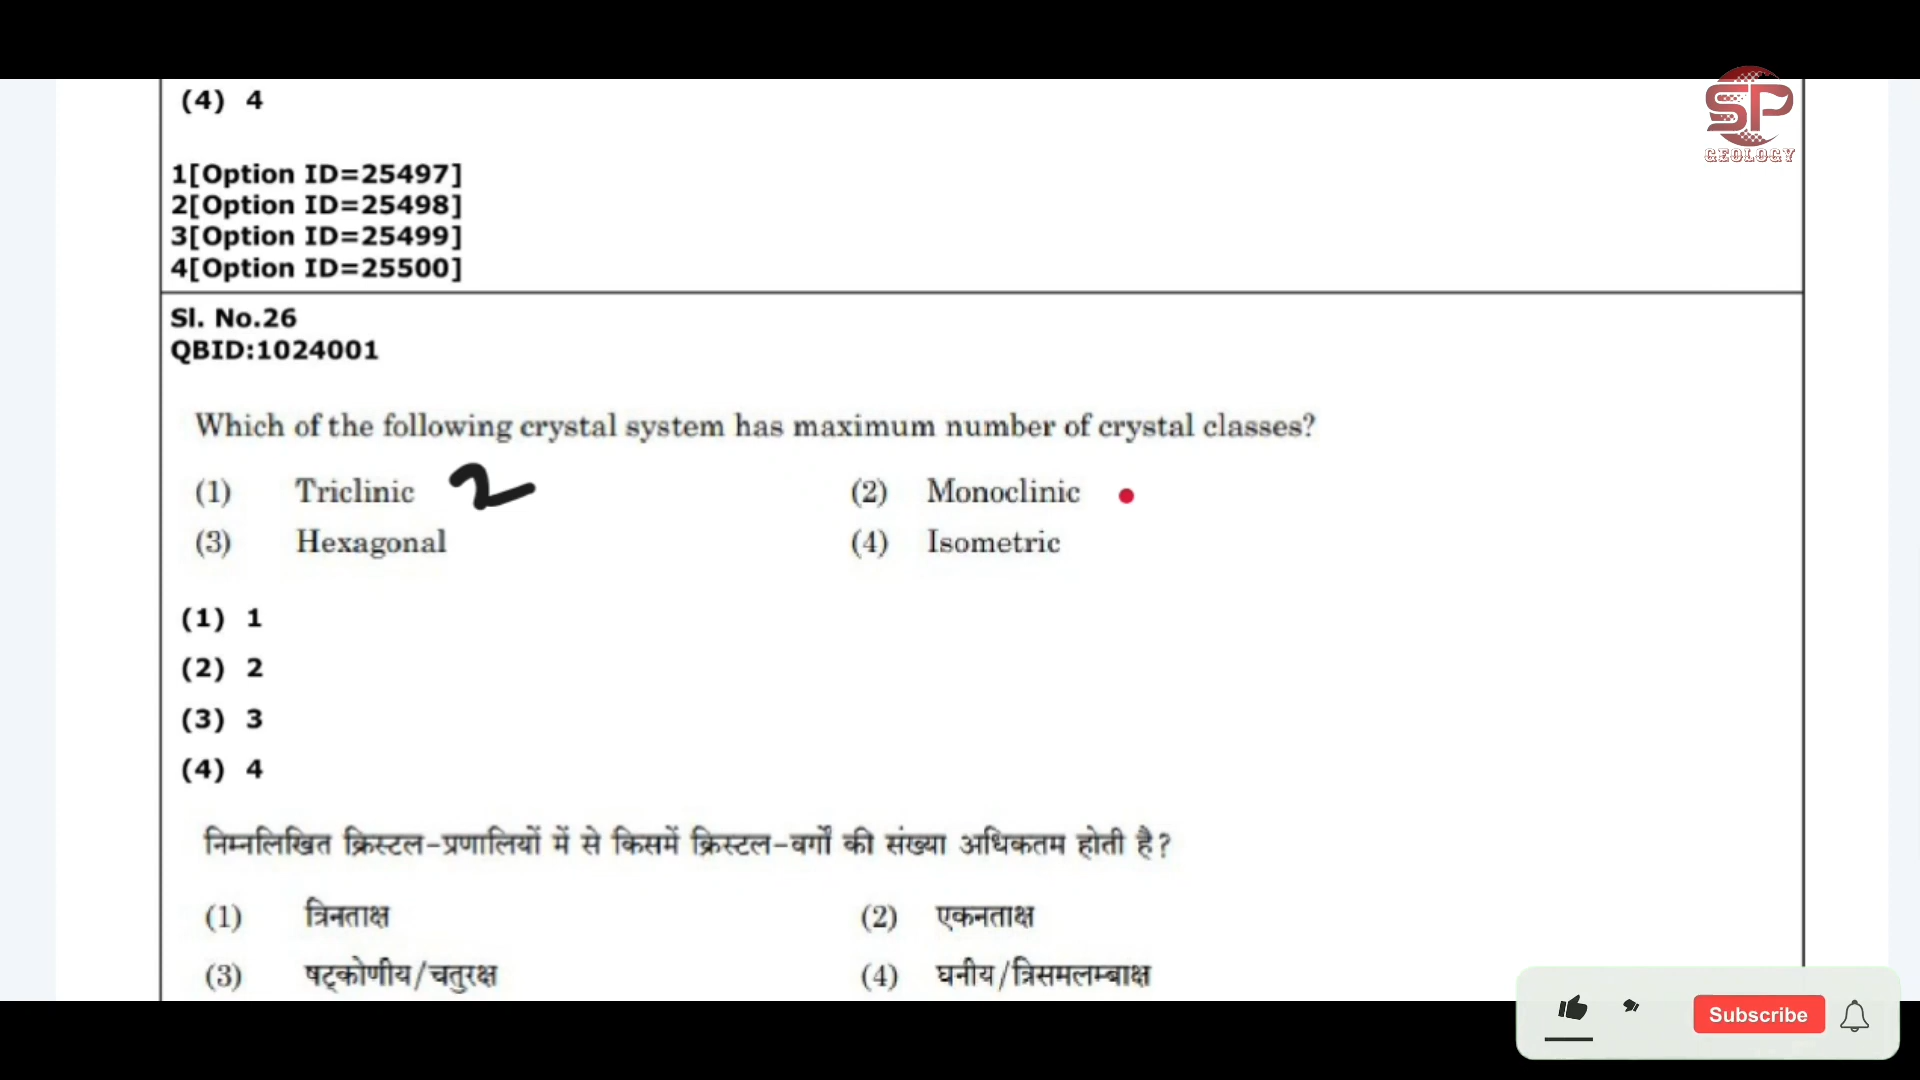 (4) 4
SP
GEOLOGY
1[Option ID=25497]
2[Option ID=25498]
3[Option ID=25499]
4[Option ID=25500]
Sl. No.26
QBID:1024001
Which of the following crystal system has maximum number of crystal classes?
(1) Triclinic 2 (2) Monoclinic
(3) Hexagonal (4) Isometric
(1) 1
(2) 2
(3) 3
(4) 4
निम्नलिखित क्रिस्टल-प्रणालियों में से किसमें क्रिस्टल-वर्गों की संख्या अधिकतम होती है?
(1) त्रिनताक्ष (2) एकनताक्ष
(3) षट्कोणीय/चतुरक्ष (4) घनीय/त्रिसमलम्बाक्ष
Subscribe